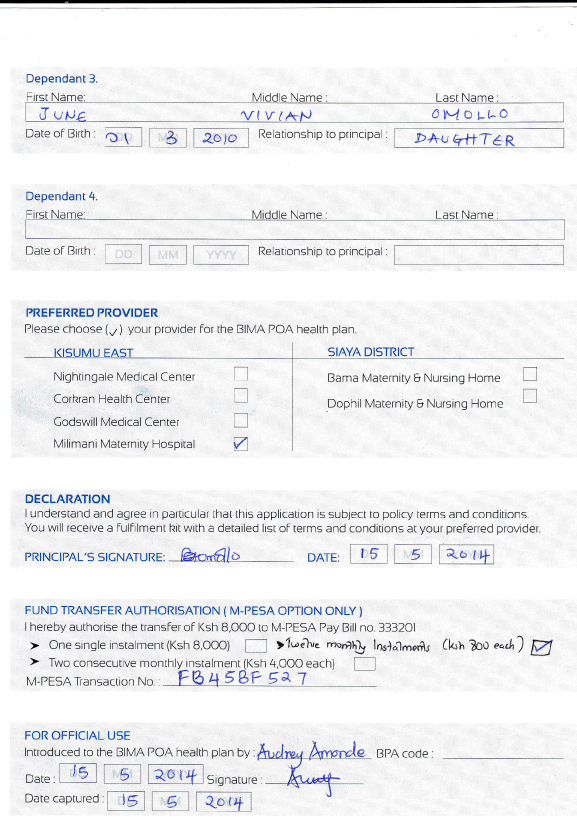 Dependant 3.
First Name: Middle Name : Last Name :
JUNE VIVIAN OMOLLO
Date of Birth : 01 3 2010 Relationship to principal : DAUGHTER
Dependant 4.
First Name: Middle Name : Last Name :
Date of Birth : DD MM YYYY Relationship to principal :
PREFERRED PROVIDER
Please choose (✓) your provider for the BIMA POA health plan.
KISUMU EAST SIAYA DISTRICT
Nightingale Medical Center Bama Maternity & Nursing Home
Corkran Health Center Dophil Maternity & Nursing Home
Godswill Medical Center
Milimani Maternity Hospital ✓
DECLARATION
I understand and agree in particular that this application is subject to policy terms and conditions.
You will receive a fulfilment kit with a detailed list of terms and conditions at your preferred provider.
PRINCIPAL'S SIGNATURE: DATE: 15 5 2014
FUND TRANSFER AUTHORISATION ( M-PESA OPTION ONLY )
I hereby authorise the transfer of Ksh 8,000 to M-PESA Pay Bill no. 333201
➤ One single instalment (Ksh 8,000) ➤ Twelve monthly Instalments (ksh 800 each) ✓
➤ Two consecutive monthly instalment (Ksh 4,000 each)
M-PESA Transaction No. : FB45BF527
FOR OFFICIAL USE
Introduced to the BIMA POA health plan by : Audrey Amonde BPA code :
Date : 15 5 2014 Signature :
Date captured : 15 5 2014